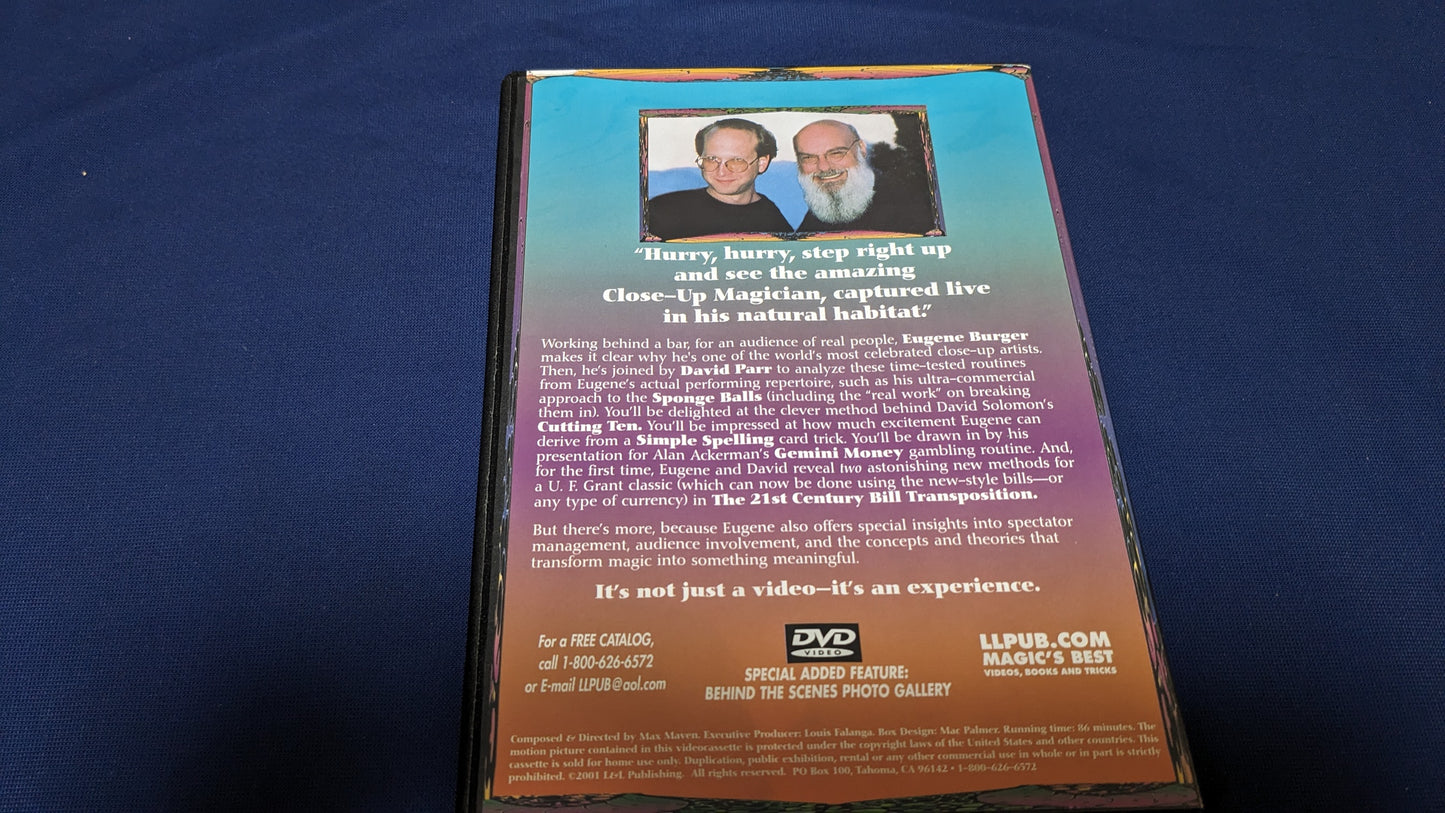 “Hurry, hurry, step right up
and see the amazing
Close-Up Magician, captured live
in his natural habitat.”
Working behind a bar, for an audience of real people, Eugene Burger
makes it clear why he's one of the world's most celebrated close-up artists.
Then, he's joined by David Parr to analyze these time-tested routines
from Eugene's actual performing repertoire, such as his ultra-commercial
approach to the Sponge Balls (including the “real work” on breaking
them in). You'll be delighted at the clever method behind David Solomon's
Cutting Ten. You'll be impressed at how much excitement Eugene can
derive from a Simple Spelling card trick. You'll be drawn in by his
presentation for Alan Ackerman's Gemini Money gambling routine. And,
for the first time, Eugene and David reveal two astonishing new methods for
a U. F. Grant classic (which can now be done using the new-style bills—or
any type of currency) in The 21st Century Bill Transposition.
But there's more, because Eugene also offers special insights into spectator
management, audience involvement, and the concepts and theories that
transform magic into something meaningful.
It's not just a video—it's an experience.
For a FREE CATALOG,
call 1-800-626-6572
or E-mail LLPUB@aol.com
DVD
VIDEO
SPECIAL ADDED FEATURE:
BEHIND THE SCENES PHOTO GALLERY
LLPUB.COM
MAGIC'S BEST
VIDEOS, BOOKS AND TRICKS
Composed & Directed by Max Maven. Executive Producer: Louis Falanga. Box Design: Mac Palmer. Running time: 86 minutes. The
motion picture contained in this videocassette is protected under the copyright laws of the United States and other countries. This
cassette is sold for home use only. Duplication, public exhibition, rental or any other commercial use in whole or in part is strictly
prohibited. ©2001 L&L Publishing. All rights reserved. PO Box 100, Tahoma, CA 96142 • 1-800-626-6572